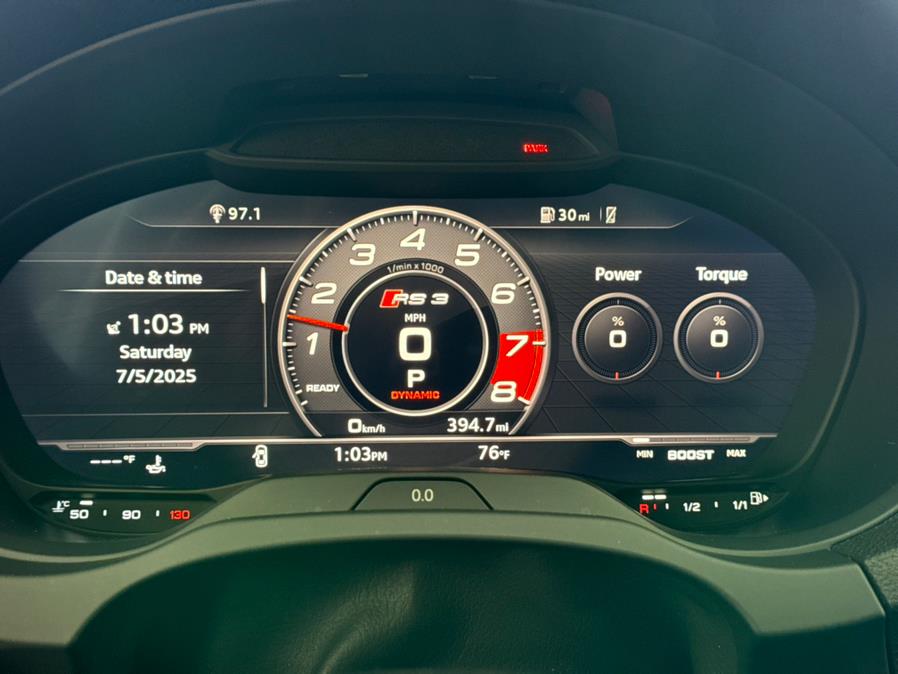 PARK
97.1
30 mi
Date & time
1:03 PM
Saturday
7/5/2025
1 2 3 4 5 6 7 8
1/min x 1000
RS 3
MPH
0
P
DYNAMIC
READY
0 km/h
394.7 mi
Power
%
0
Torque
%
0
---°F
1:03 PM
76°F
MIN BOOST MAX
°C
50 90 130
0.0
R 1/2 1/1